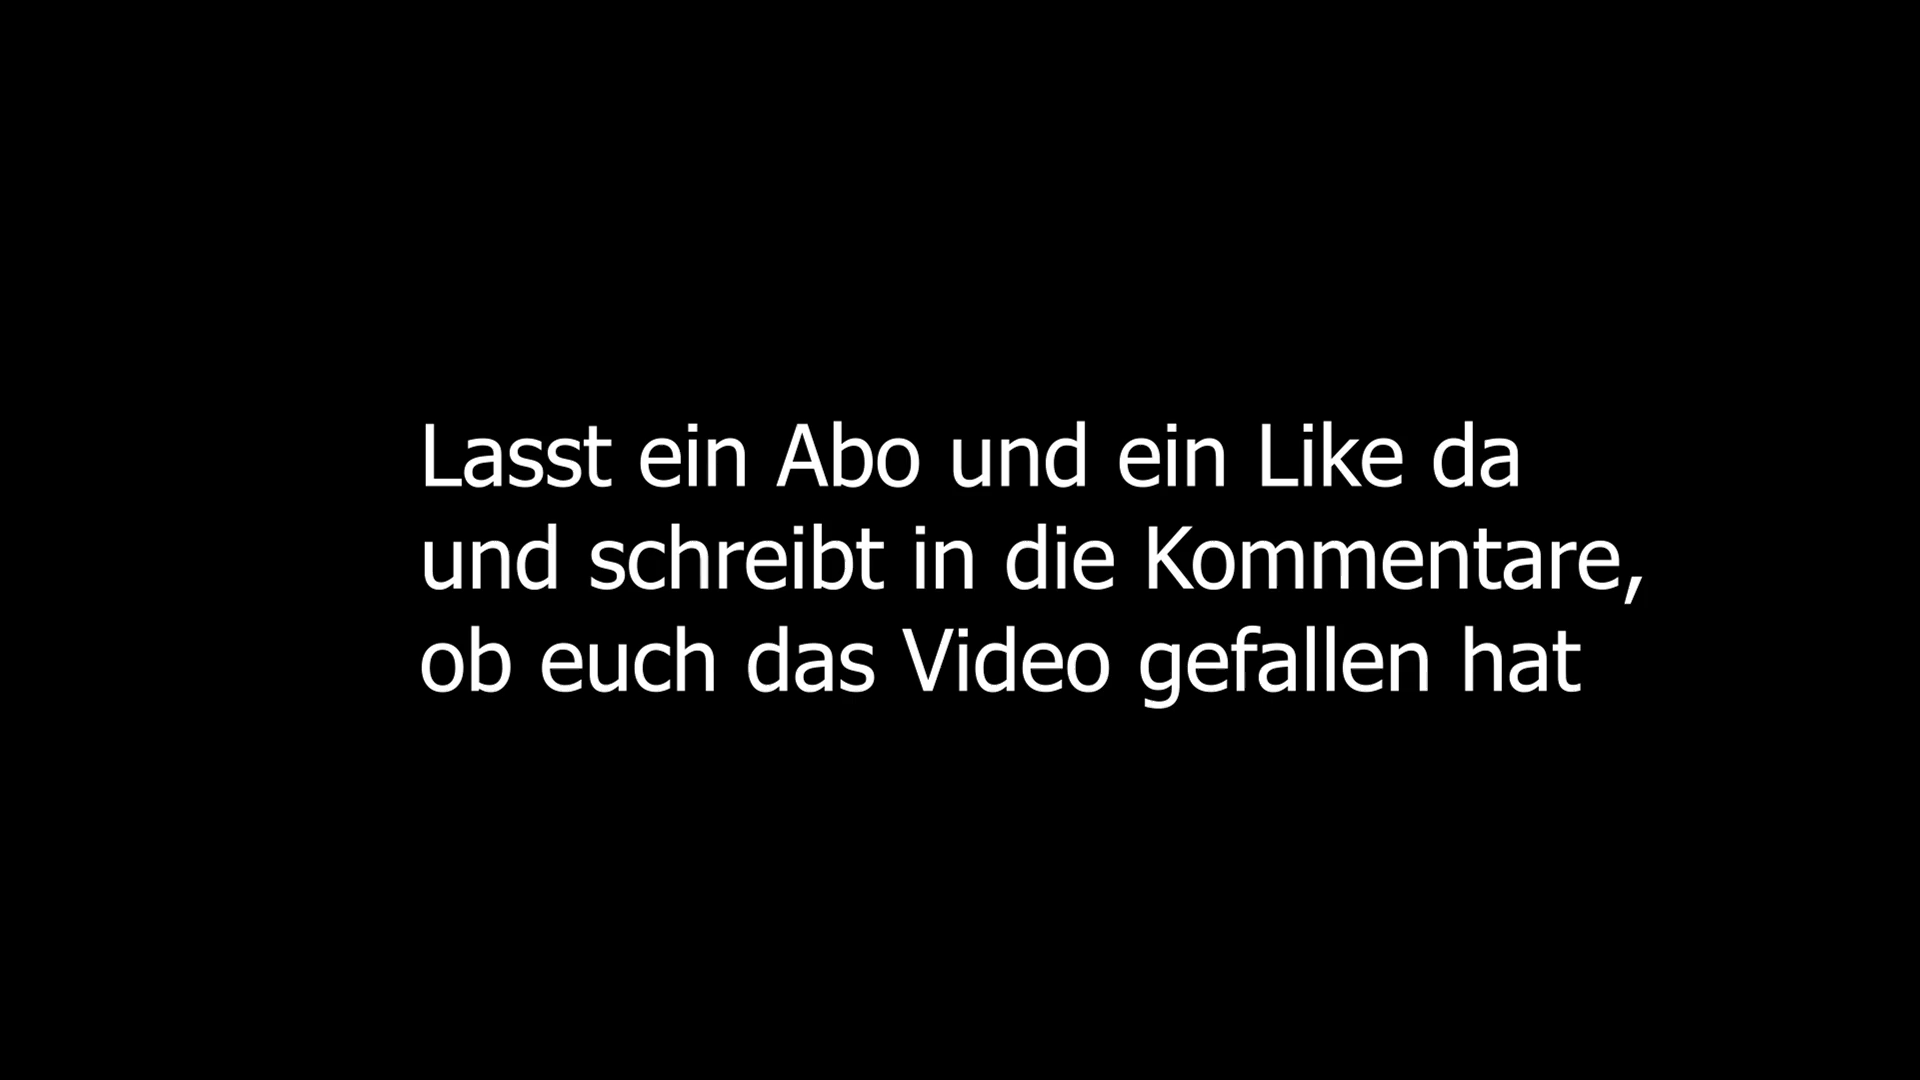 Lasst ein Abo und ein Like da
und schreibt in die Kommentare,
ob euch das Video gefallen hat